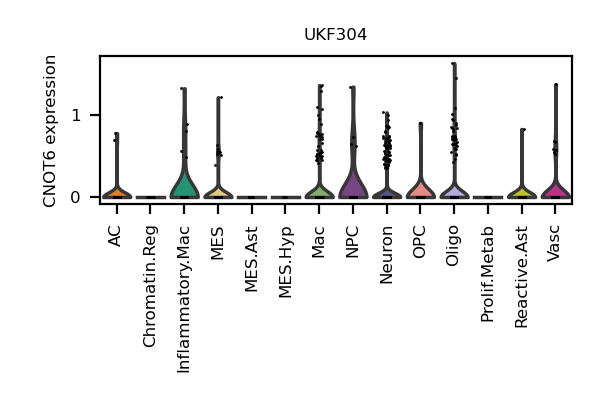 UKF304
CNOT6 expression
1
0
AC
Chromatin.Reg
Inflammatory.Mac
MES
MES.Ast
MES.Hyp
Mac
NPC
Neuron
OPC
Oligo
Prolif.Metab
Reactive.Ast
Vasc